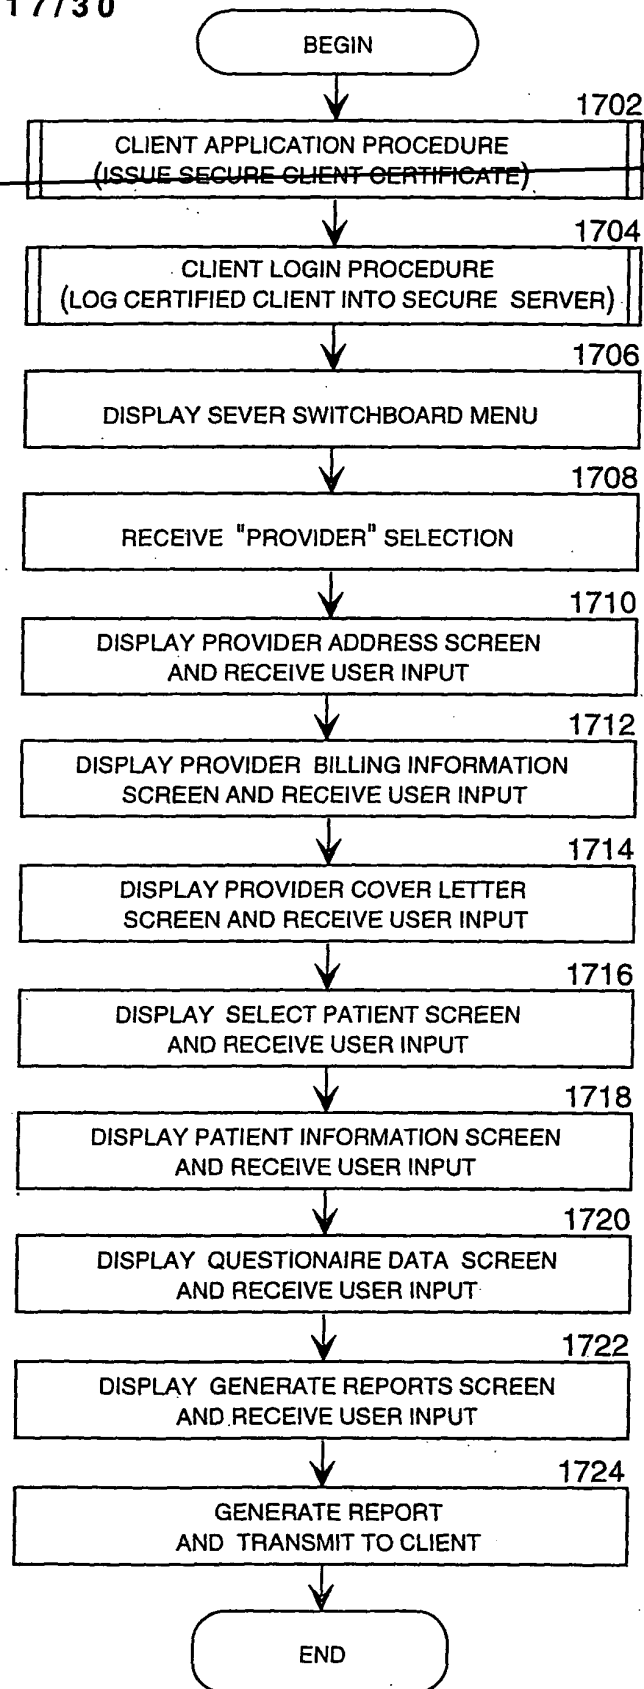 17/30
BEGIN
1702
CLIENT APPLICATION PROCEDURE
(ISSUE SECURE CLIENT CERTIFICATE)
1704
CLIENT LOGIN PROCEDURE
(LOG CERTIFIED CLIENT INTO SECURE SERVER)
1706
DISPLAY SEVER SWITCHBOARD MENU
1708
RECEIVE "PROVIDER" SELECTION
1710
DISPLAY PROVIDER ADDRESS SCREEN
AND RECEIVE USER INPUT
1712
DISPLAY PROVIDER BILLING INFORMATION
SCREEN AND RECEIVE USER INPUT
1714
DISPLAY PROVIDER COVER LETTER
SCREEN AND RECEIVE USER INPUT
1716
DISPLAY SELECT PATIENT SCREEN
AND RECEIVE USER INPUT
1718
DISPLAY PATIENT INFORMATION SCREEN
AND RECEIVE USER INPUT
1720
DISPLAY QUESTIONAIRE DATA SCREEN
AND RECEIVE USER INPUT
1722
DISPLAY GENERATE REPORTS SCREEN
AND RECEIVE USER INPUT
1724
GENERATE REPORT
AND TRANSMIT TO CLIENT
END